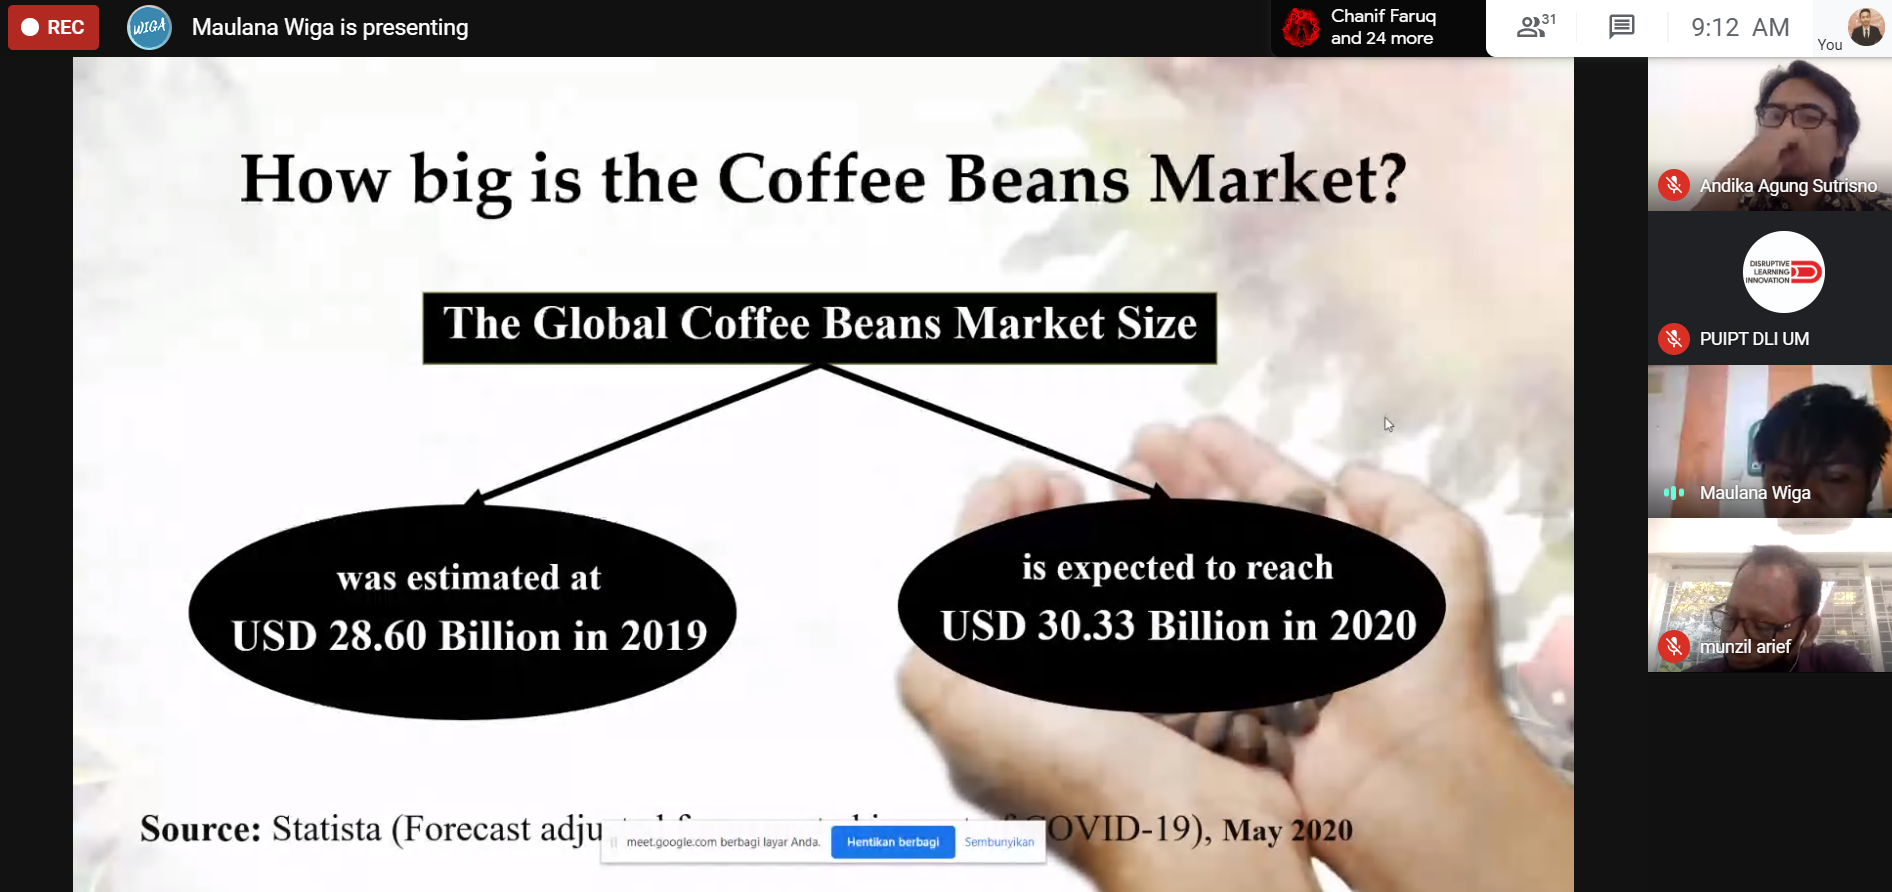 REC
WIGA
Maulana Wiga is presenting
Chanif Faruq
and 24 more
31
9:12 AM
You
How big is the Coffee Beans Market?
The Global Coffee Beans Market Size
was estimated at
USD 28.60 Billion in 2019
is expected to reach
USD 30.33 Billion in 2020
Source: Statista (Forecast COVID-19), May 2020
meet.google.com berbagi layar Anda.
Hentikan berbagi
Sembunyikan
Andika Agung Sutrisno
DISRUPTIVE
LEARNING
INNOVATION
PUIPT DLI UM
Maulana Wiga
munzil arief